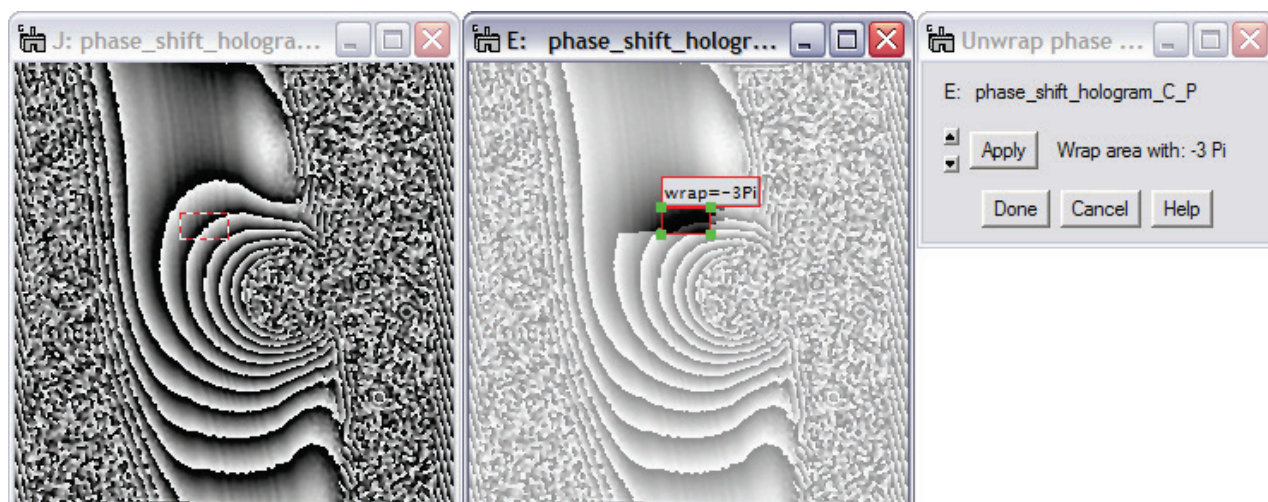 J: phase_shift_hologra...
E: phase_shift_hologr...
Unwrap phase ...
wrap=-3Pi
E: phase_shift_hologram_C_P
Apply Wrap area with: -3 Pi
Done Cancel Help